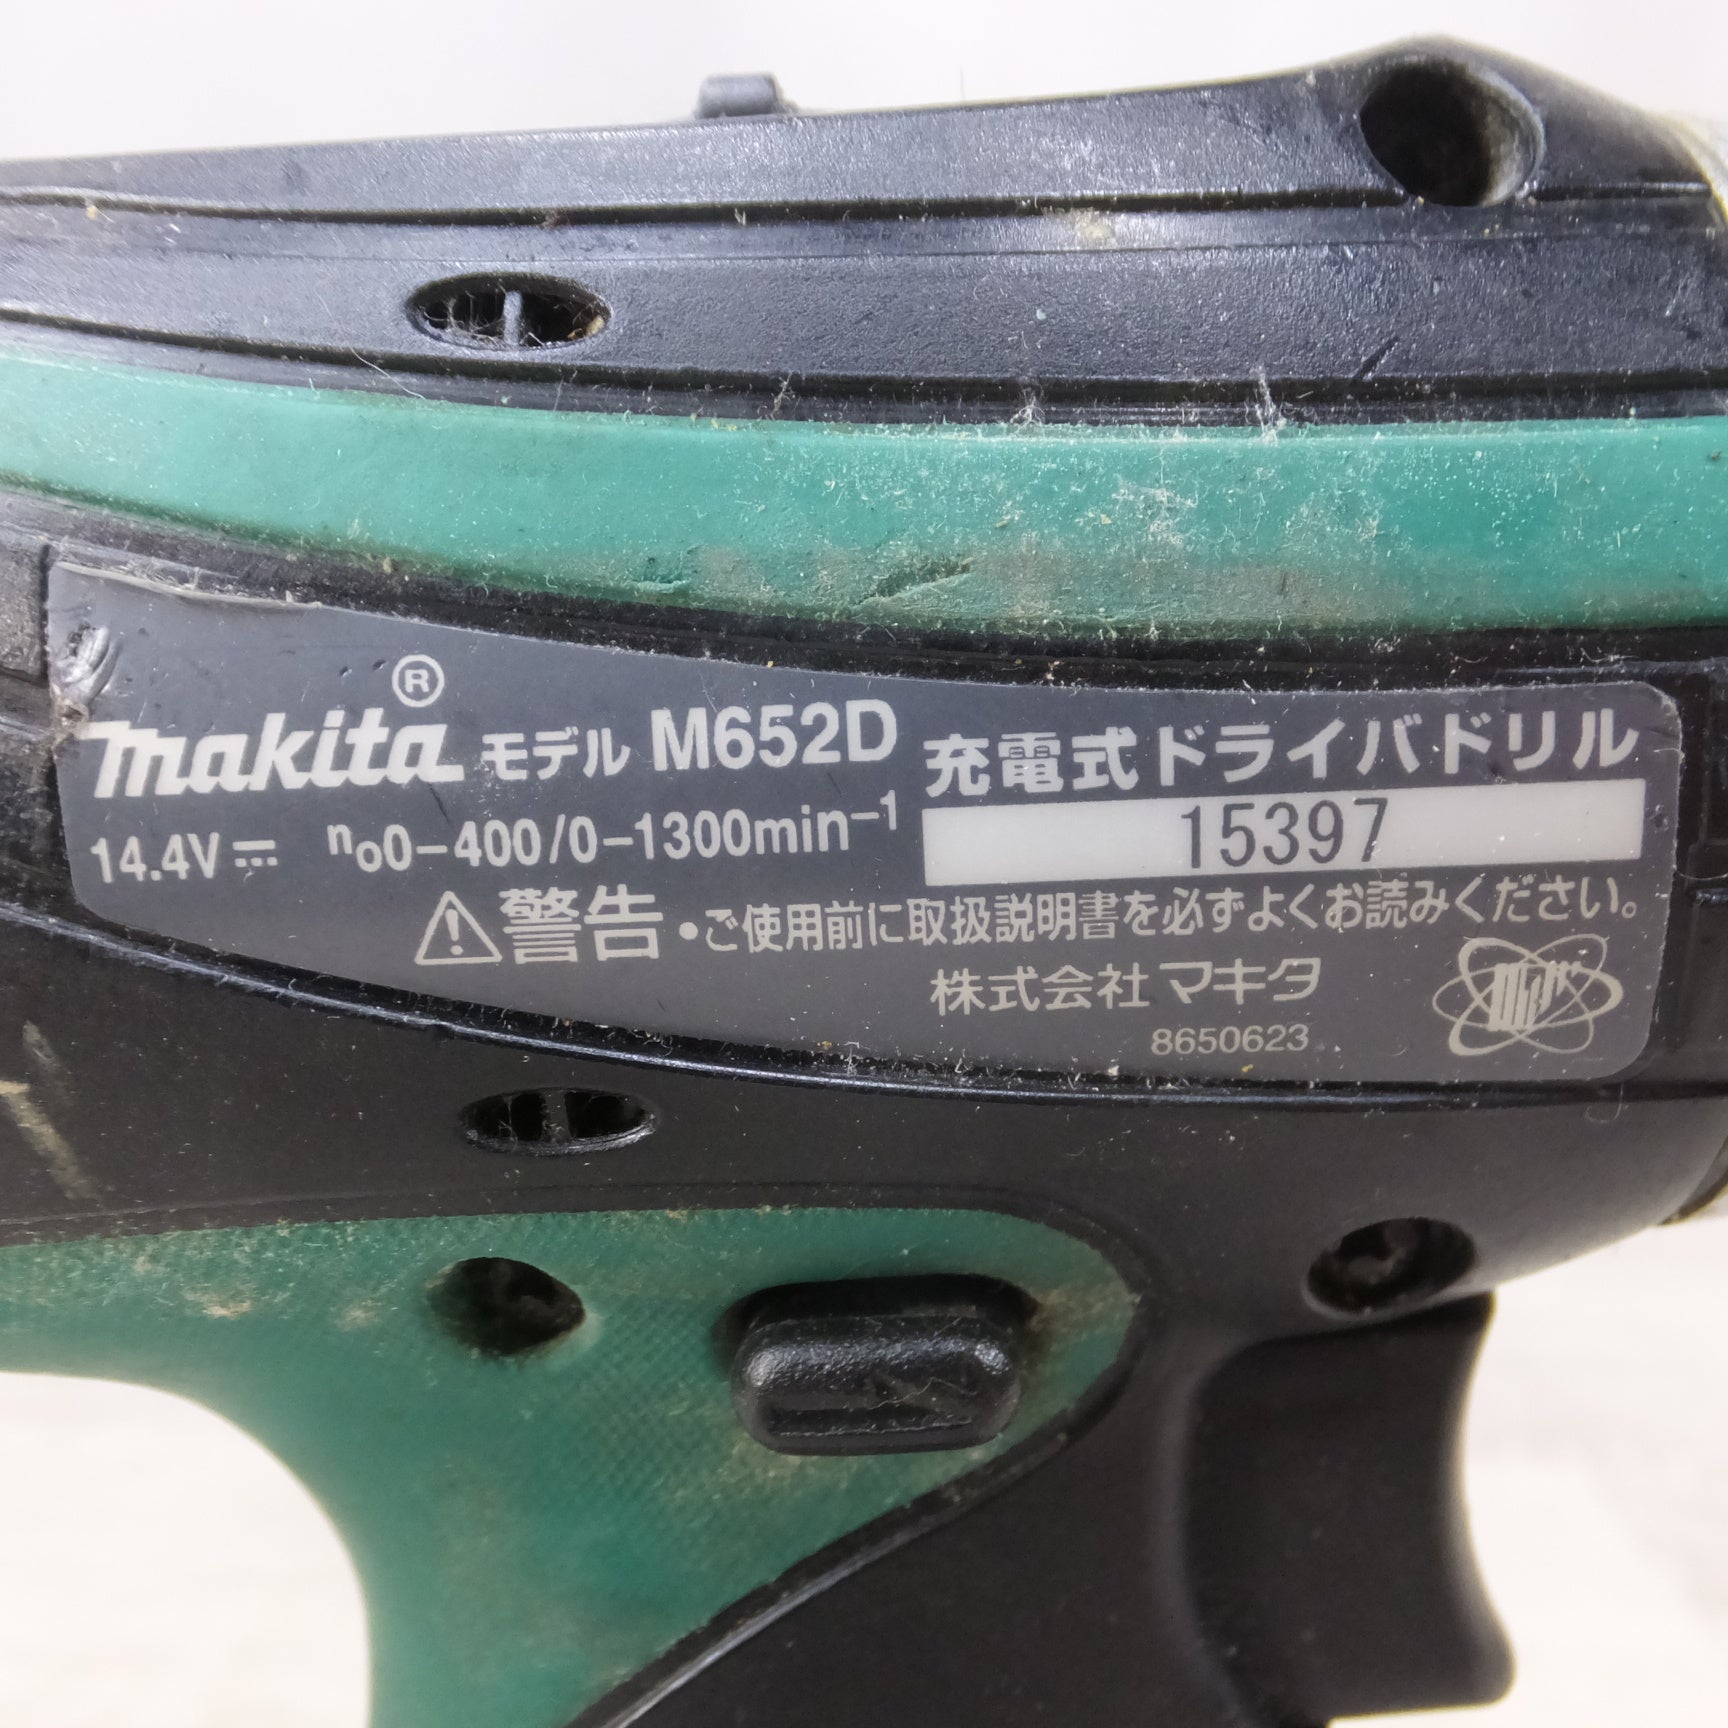 makita® モデル M652D 充電式ドライバドリル
14.4V⎓ n₀0-400/0-1300min⁻¹ 15397
⚠警告・ご使用前に取扱説明書を必ずよくお読みください。
株式会社マキタ
8650623